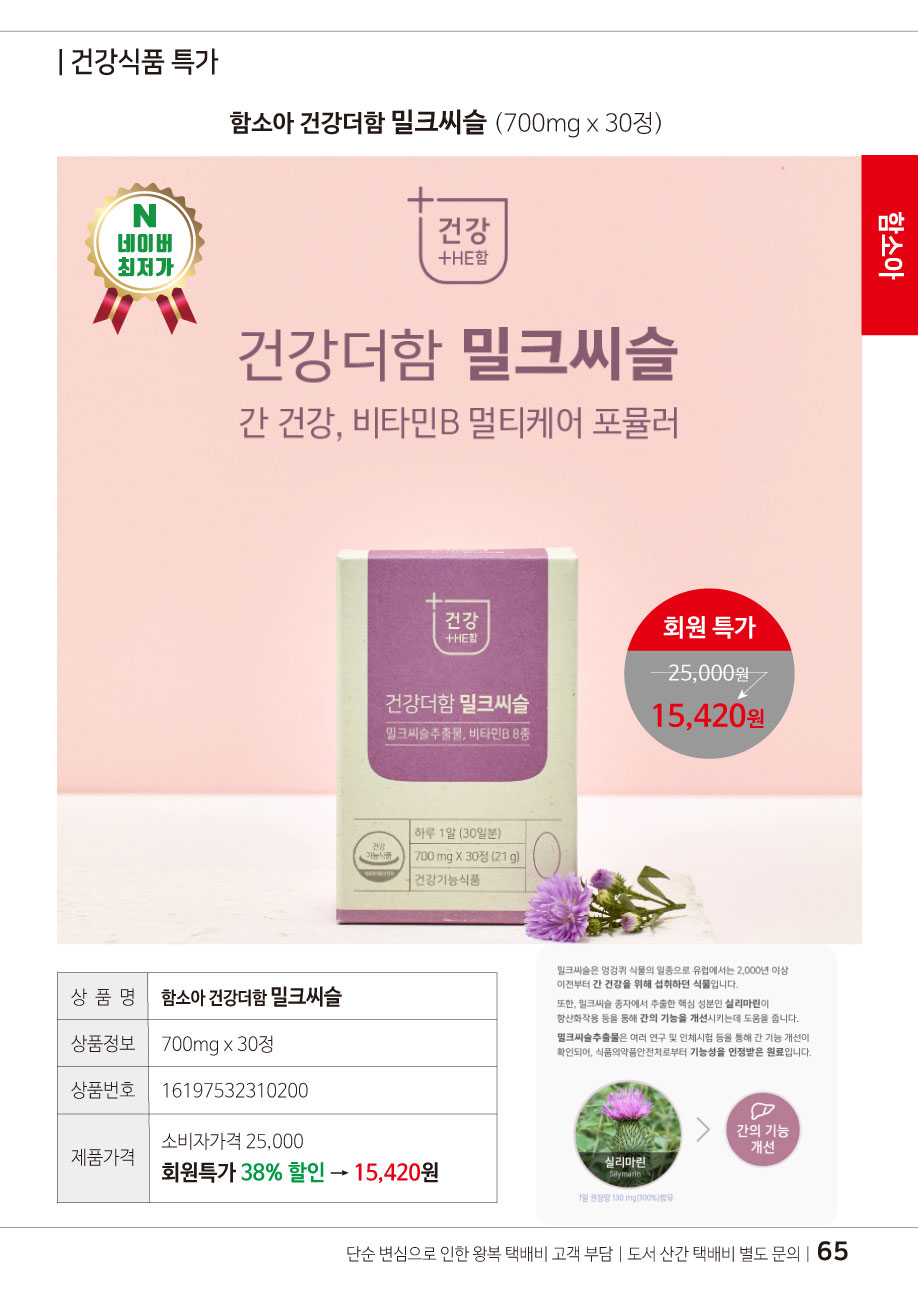 | 건강식품 특가
함소아 건강더함 밀크씨슬 (700mg x 30정)
함소아
N
네이버
최저가
건강
+HE함
건강더함 밀크씨슬
간 건강, 비타민B 멀티케어 포뮬러
건강
+HE함
건강더함 밀크씨슬
밀크씨슬추출물, 비타민B 8종
하루 1알 (30일분)
700 mg X 30정 (21 g)
건강기능식품
건강
기능식품
회원 특가
25,000원
15,420원
상 품 명 함소아 건강더함 밀크씨슬
상품정보 700mg x 30정
상품번호 16197532310200
제품가격 소비자가격 25,000
회원특가 38% 할인 → 15,420원
밀크씨슬은 엉겅퀴 식물의 일종으로 유럽에서는 2,000년 이상
이전부터 간 건강을 위해 섭취하던 식물입니다.
또한, 밀크씨슬 종자에서 추출한 핵심 성분인 실리마린이
항산화작용 등을 통해 간의 기능을 개선시키는데 도움을 줍니다.
밀크씨슬추출물은 여러 연구 및 인체시험 등을 통해 간 기능 개선이
확인되어, 식품의약품안전처로부터 기능성을 인정받은 원료입니다.
실리마린
Silymarin
>
간의 기능
개선
1일 권장량 130 mg(100%)함유
단순 변심으로 인한 왕복 택배비 고객 부담 | 도서 산간 택배비 별도 문의 | 65